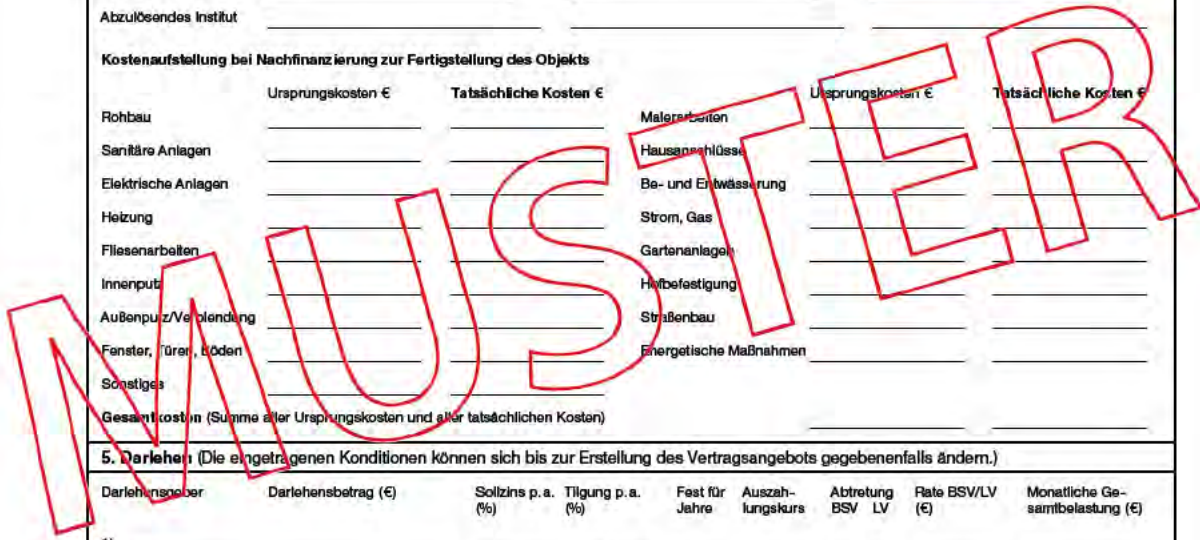 Abzulösendes Institut
Kostenaufstellung bei Nachfinanzierung zur Fertigstellung des Objekts
Ursprungskosten € Tatsächliche Kosten € Ursprungskosten € Tatsächliche Kosten €
Rohbau Malerarbeiten
Sanitäre Anlagen Hausanschlüsse
Elektrische Anlagen Be- und Entwässerung
Heizung Strom, Gas
Fliesenarbeiten Gartenanlagen
Innenputz Hofbefestigung
Außenputz/Verblendung Straßenbau
Fenster, Türen, Böden Energetische Maßnahmen
Sonstiges
Gesamtkosten (Summe aller Ursprungskosten und aller tatsächlichen Kosten)
MUSTER
5. Darlehen (Die eingetragenen Konditionen können sich bis zur Erstellung des Vertragsangebots gegebenenfalls ändern.)
Darlehensgeber Darlehensbetrag (€) Sollzins p. a. Tilgung p. a. Fest für Auszah- Abtretung Rate BSV/LV Monatliche Ge-
(%) (%) Jahre lungskurs BSV LV (€) samtbelastung (€)